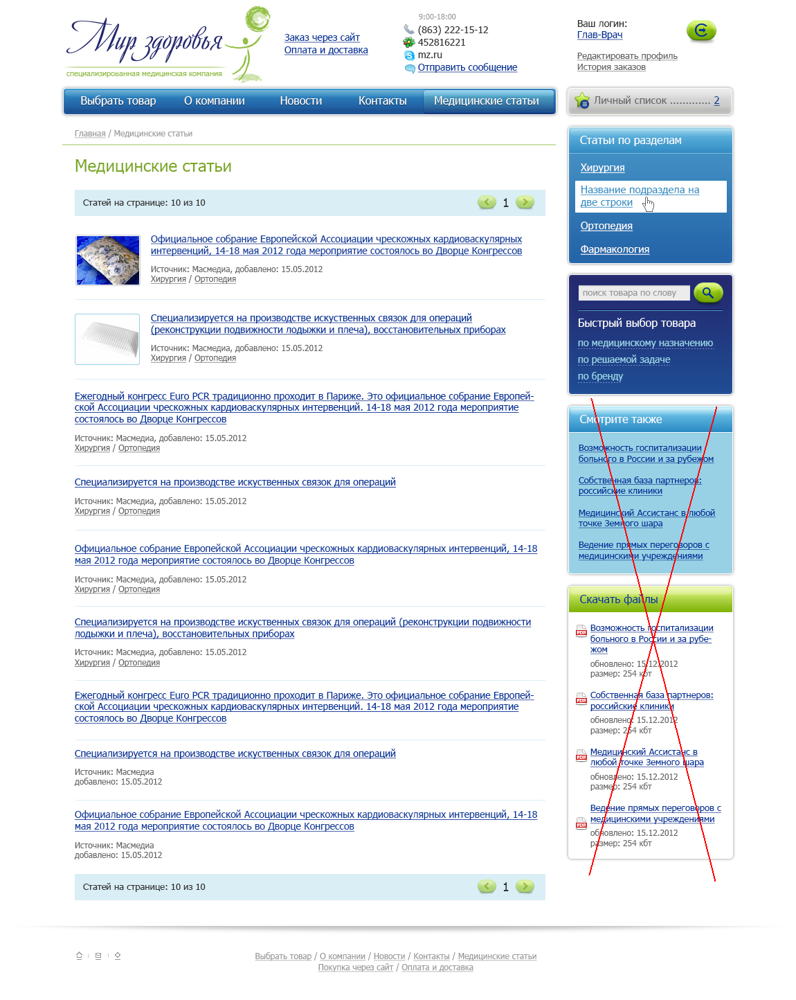 Мир здоровья
специализированная медицинская компания
Заказ через сайт
Оплата и доставка
9:00-18:00
(863) 222-15-12
452816221
mz.ru
Отправить сообщение
Ваш логин:
Глав-Врач
Редактировать профиль
История заказов
Выбрать товар
О компании
Новости
Контакты
Медицинские статьи
Личный список ............. 2
Главная / Медицинские статьи
Медицинские статьи
Статей на странице: 10 из 10
1
Официальное собрание Европейской Ассоциации чрескожных кардиоваскулярных
интервенций, 14-18 мая 2012 года мероприятие состоялось во Дворце Конгрессов
Источник: Масмедиа, добавлено: 15.05.2012
Хирургия / Ортопедия
Специализируется на производстве искуственных связок для операций
(реконструкции подвижности лодыжки и плеча), восстановительных приборах
Источник: Масмедиа, добавлено: 15.05.2012
Хирургия / Ортопедия
Ежегодный конгресс Euro PCR традиционно проходит в Париже. Это официальное собрание Европей-
ской Ассоциации чрескожных кардиоваскулярных интервенций. 14-18 мая 2012 года мероприятие
состоялось во Дворце Конгрессов
Источник: Масмедиа, добавлено: 15.05.2012
Хирургия / Ортопедия
Специализируется на производстве искуственных связок для операций
Источник: Масмедиа, добавлено: 15.05.2012
Хирургия / Ортопедия
Официальное собрание Европейской Ассоциации чрескожных кардиоваскулярных интервенций, 14-18
мая 2012 года мероприятие состоялось во Дворце Конгрессов
Источник: Масмедиа, добавлено: 15.05.2012
Хирургия / Ортопедия
Специализируется на производстве искуственных связок для операций (реконструкции подвижности
лодыжки и плеча), восстановительных приборах
Источник: Масмедиа, добавлено: 15.05.2012
Хирургия / Ортопедия
Ежегодный конгресс Euro PCR традиционно проходит в Париже. Это официальное собрание Европей-
ской Ассоциации чрескожных кардиоваскулярных интервенций. 14-18 мая 2012 года мероприятие
состоялось во Дворце Конгрессов
Специализируется на производстве искуственных связок для операций
Источник: Масмедиа
добавлено: 15.05.2012
Официальное собрание Европейской Ассоциации чрескожных кардиоваскулярных интервенций, 14-18
мая 2012 года мероприятие состоялось во Дворце Конгрессов
Источник: Масмедиа
добавлено: 15.05.2012
Статей на странице: 10 из 10
1
Статьи по разделам
Хирургия
Название подраздела на
две строки
Ортопедия
Фармакология
поиск товара по слову
Быстрый выбор товара
по медицинскому назначению
по решаемой задаче
по бренду
Смотрите также
Возможность госпитализации
больного в России и за рубежом
Собственная база партнеров:
российские клиники
Медицинский Ассистанс в любой
точке Земного шара
Ведение прямых переговоров с
медицинскими учреждениями
Скачать файлы
PDF
Возможность госпитализации
больного в России и за рубе-
жом
обновлено: 15.12.2012
размер: 254 кбт
PDF
Собственная база партнеров:
российские клиники
обновлено: 15.12.2012
размер: 254 кбт
PDF
Медицинский Ассистанс в
любой точке Земного шара
обновлено: 15.12.2012
размер: 254 кбт
PDF
Ведение прямых переговоров с
медицинскими учреждениями
обновлено: 15.12.2012
размер: 254 кбт
Выбрать товар / О компании / Новости / Контакты / Медицинские статьи
Покупка через сайт / Оплата и доставка